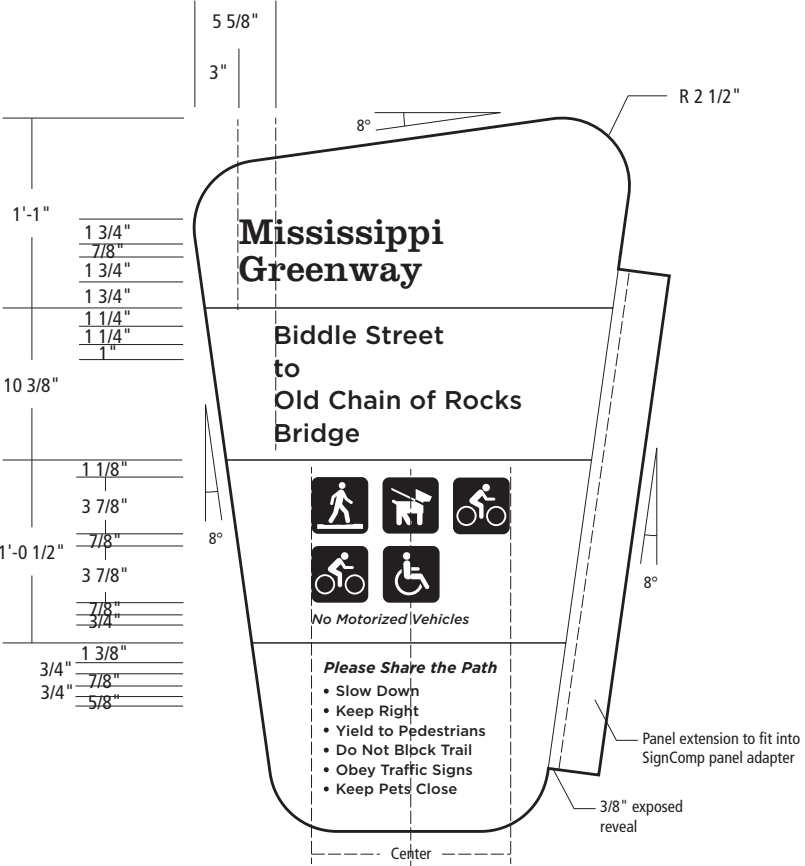 5 5/8"
3"
R 2 1/2"
8°
1'-1"
1 3/4"
7/8"
1 3/4"
1 3/4"
Mississippi
Greenway
1 1/4"
1 1/4"
1"
10 3/8"
Biddle Street
to
Old Chain of Rocks
Bridge
1 1/8"
3 7/8"
7/8"
8°
1'-0 1/2"
3 7/8"
8°
7/8"
3/4"
No Motorized Vehicles
1 3/8"
3/4"
7/8"
3/4"
5/8"
Please Share the Path
• Slow Down
• Keep Right
• Yield to Pedestrians
• Do Not Block Trail
• Obey Traffic Signs
• Keep Pets Close
Panel extension to fit into
SignComp panel adapter
3/8" exposed
reveal
Center